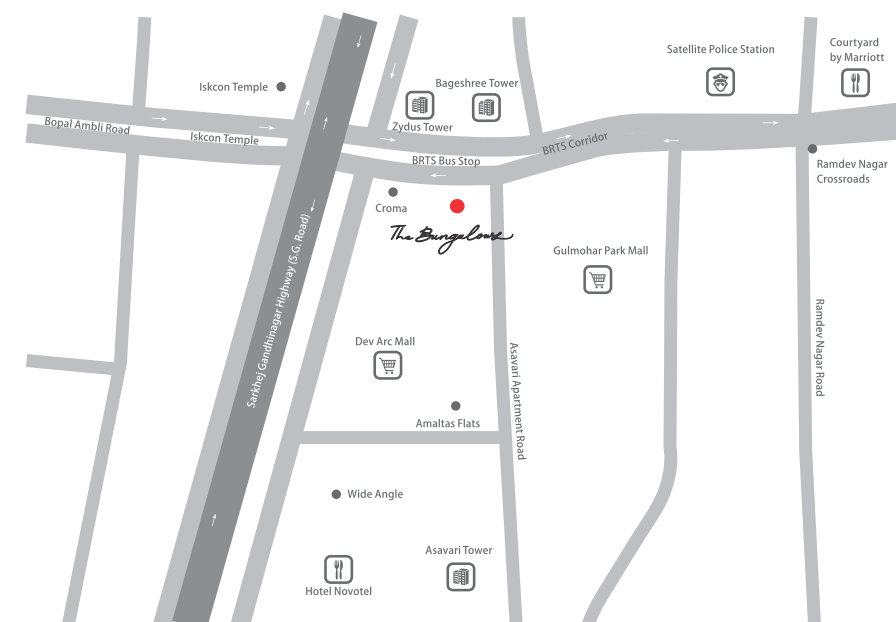 Courtyard
by Marriott
Satellite Police Station
Iskcon Temple
Bageshree Tower
Zydus Tower
Bopal Ambli Road
Iskcon Temple
BRTS Corridor
BRTS Bus Stop
Ramdev Nagar
Crossroads
Croma
The Bungalows
Gulmohar Park Mall
Sarkhej Gandhinagar Highway (S.G. Road)
Dev Arc Mall
Asavari Apartment Road
Ramdev Nagar Road
Amaltas Flats
Wide Angle
Asavari Tower
Hotel Novotel